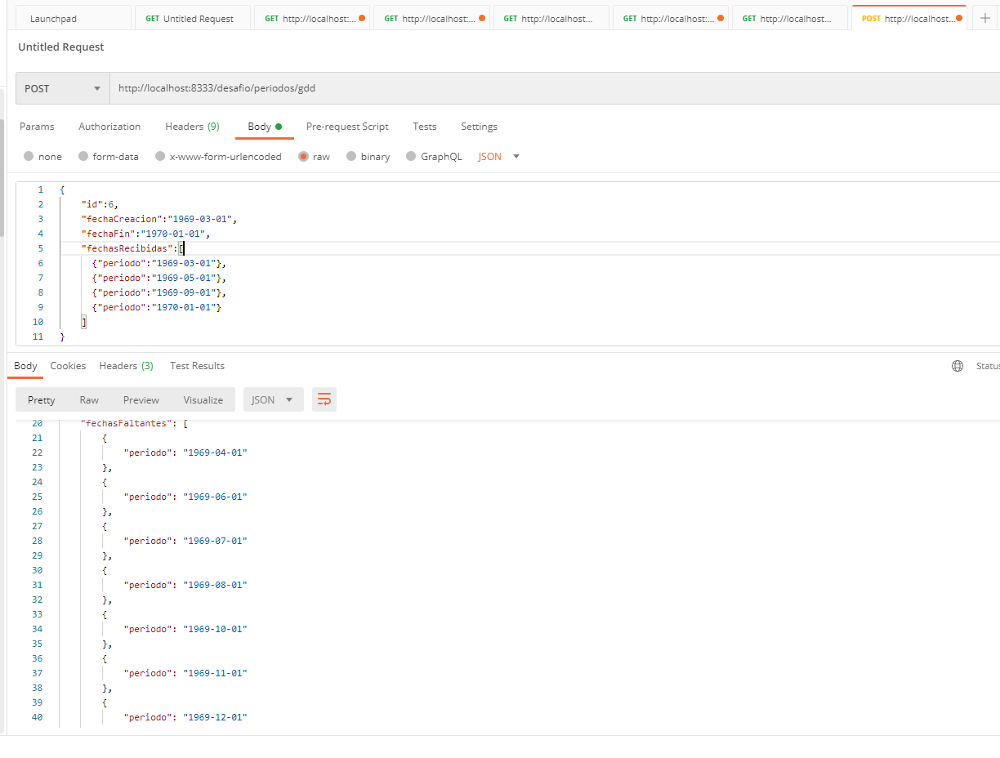 Launchpad GET Untitled Request GET http://localhost:... GET http://localhost:... GET http://localhost... GET http://localhost:... GET http://localhost... POST http://localhost... +
Untitled Request
POST http://localhost:8333/desafio/periodos/gdd
Params Authorization Headers (9) Body Pre-request Script Tests Settings
none form-data x-www-form-urlencoded raw binary GraphQL JSON
1 {
2 "id":6,
3 "fechaCreacion":"1969-03-01",
4 "fechaFin":"1970-01-01",
5 "fechasRecibidas":[
6 {"periodo":"1969-03-01"},
7 {"periodo":"1969-05-01"},
8 {"periodo":"1969-09-01"},
9 {"periodo":"1970-01-01"}
10 ]
11 }
Body Cookies Headers (3) Test Results Status
Pretty Raw Preview Visualize JSON
20 "fechasFaltantes": [
21 {
22 "periodo": "1969-04-01"
23 },
24 {
25 "periodo": "1969-06-01"
26 },
27 {
28 "periodo": "1969-07-01"
29 },
30 {
31 "periodo": "1969-08-01"
32 },
33 {
34 "periodo": "1969-10-01"
35 },
36 {
37 "periodo": "1969-11-01"
38 },
39 {
40 "periodo": "1969-12-01"